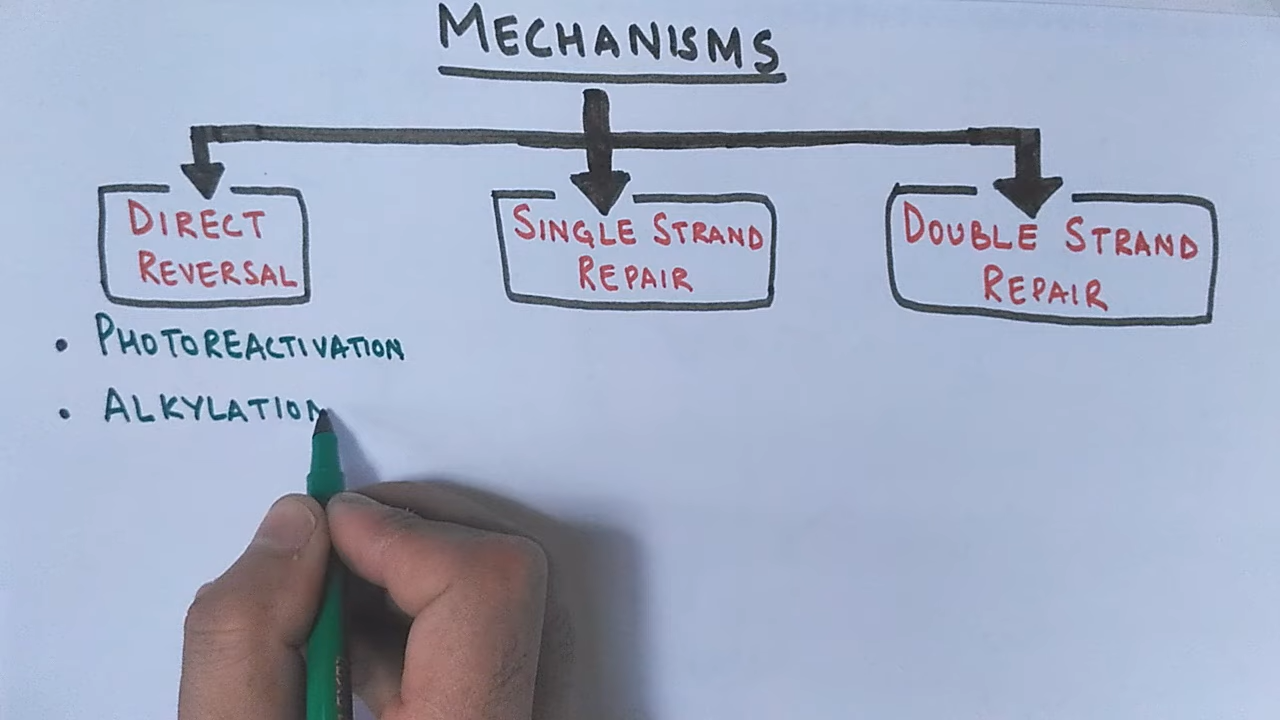 MECHANISMS
DIRECT
REVERSAL
SINGLE STRAND
REPAIR
DOUBLE STRAND
REPAIR
• PHOTOREACTIVATION
• ALKYLATION